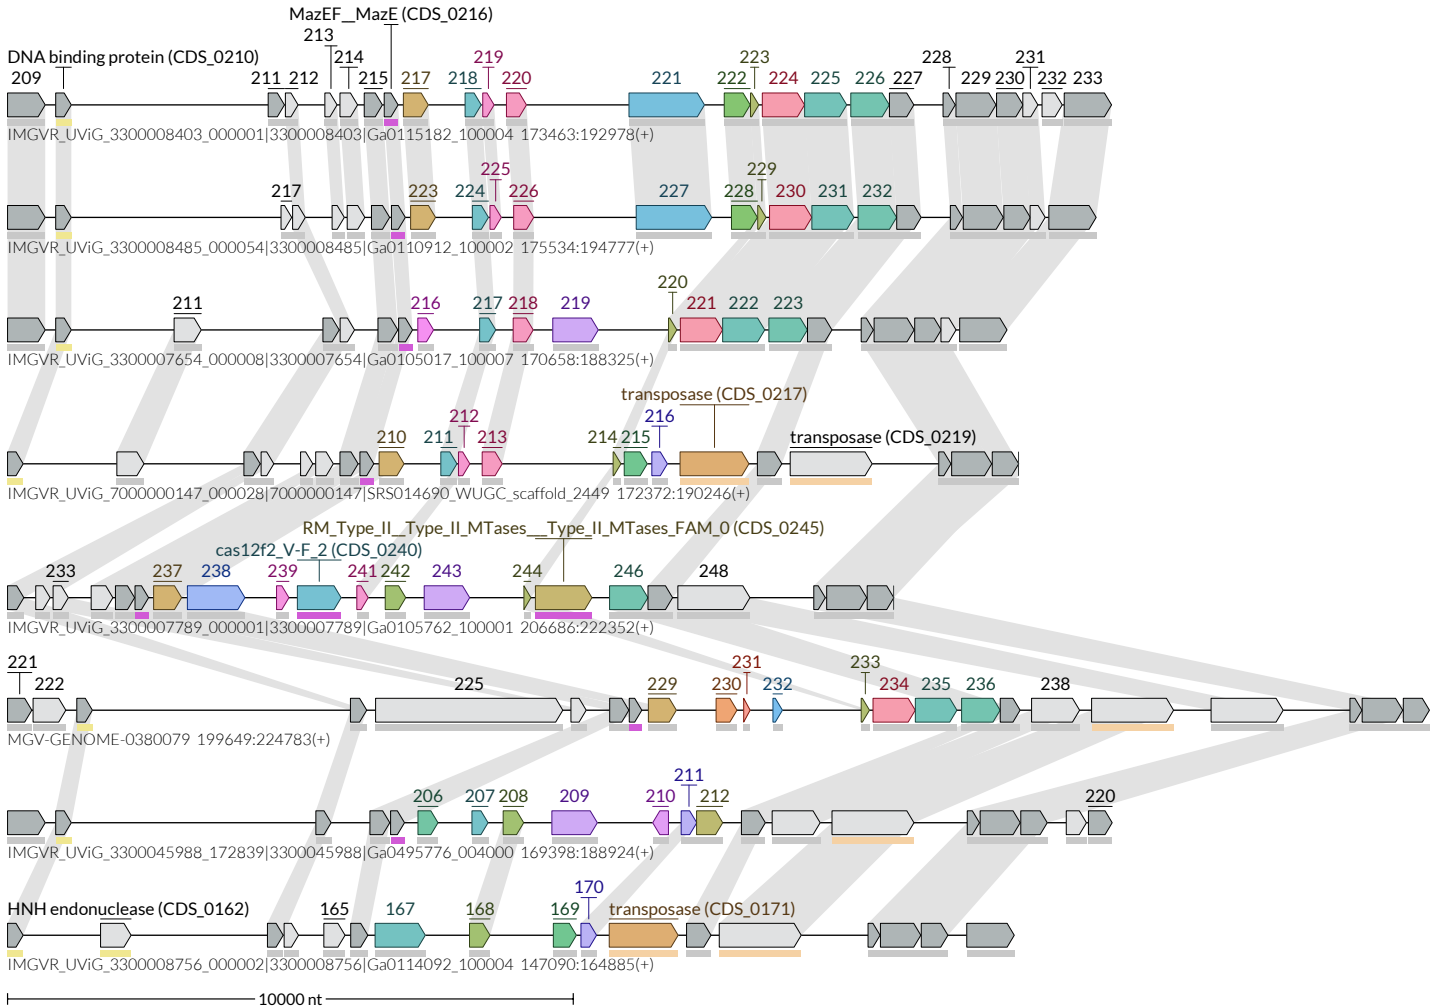 MazEF__MazE (CDS_0216)
213
DNA binding protein (CDS_0210) 214 219 223 228 231
209 211 212 215 217 218 220 221 222 224 225 226 227 229 230 232 233
IMGVR_UViG_3300008403_000001|3300008403|Ga0115182_100004 173463:192978(+)
225 229
217 223 224 226 227 228 230 231 232
IMGVR_UViG_3300008485_000054|3300008485|Ga0110912_100002 175534:194777(+)
220
211 216 217 218 219 221 222 223
IMGVR_UViG_3300007654_000008|3300007654|Ga0105017_100007 170658:188325(+)
transposase (CDS_0217)
212 216
210 211 213 214 215 transposase (CDS_0219)
IMGVR_UViG_7000000147_000028|7000000147|SRS014690_WUGC_scaffold_2449 172372:190246(+)
RM_Type_II__Type_II_MTases___Type_II_MTases_FAM_0 (CDS_0245)
cas12f2_V-F_2 (CDS_0240)
233 237 238 239 241 242 243 244 246 248
IMGVR_UViG_3300007789_000001|3300007789|Ga0105762_100001 206686:222352(+)
221 231 233
222 225 229 230 232 234 235 236 238
MGV-GENOME-0380079 199649:224783(+)
211
206 207 208 209 210 212 220
IMGVR_UViG_3300045988_172839|3300045988|Ga0495776_004000 169398:188924(+)
170
HNH endonuclease (CDS_0162) 165 167 168 169 transposase (CDS_0171)
IMGVR_UViG_3300008756_000002|3300008756|Ga0114092_100004 147090:164885(+)
10000 nt